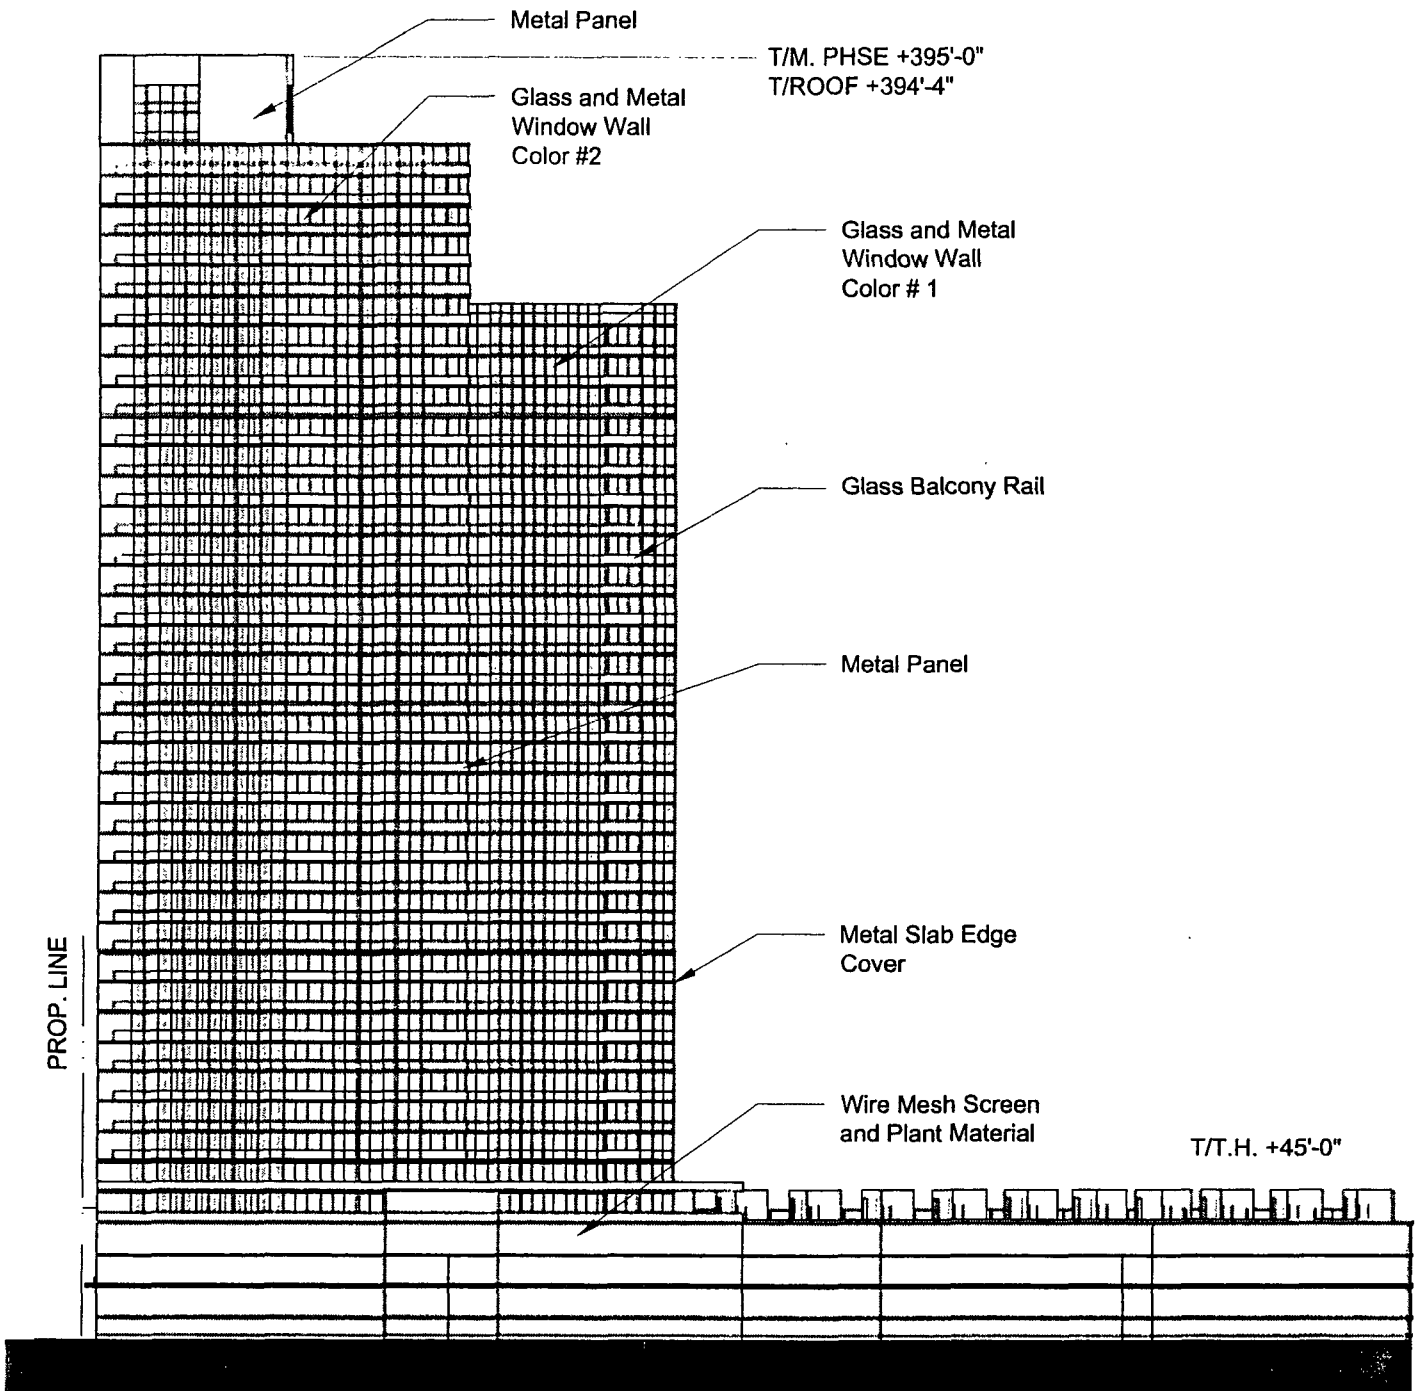 Metal Panel
T/M. PHSE +395'-0"
T/ROOF +394'-4"
Glass and Metal
Window Wall
Color #2
Glass and Metal
Window Wall
Color # 1
Glass Balcony Rail
Metal Panel
Metal Slab Edge
Cover
PROP. LINE
Wire Mesh Screen
and Plant Material
T/T.H. +45'-0"